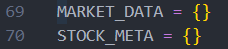 69 MARKET_DATA = {}
70 STOCK_META = {}